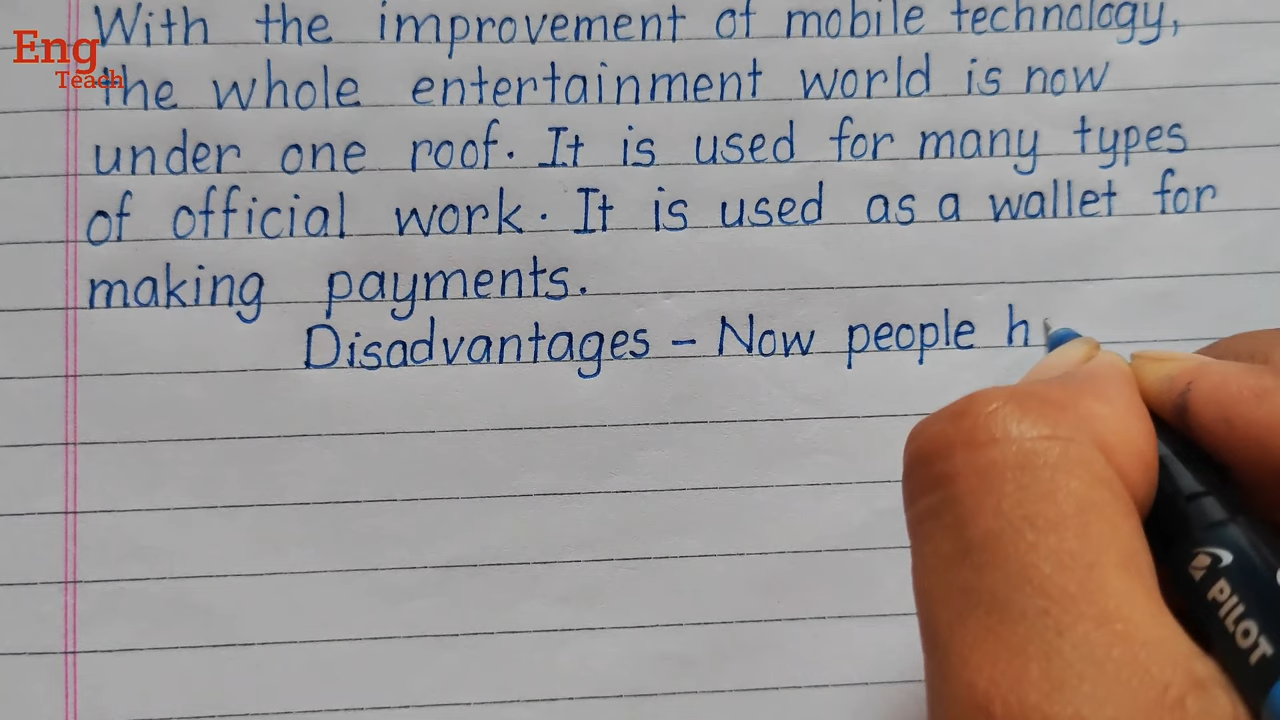 Eng
Teach
With the improvement of mobile technology,
the whole entertainment world is now
under one roof. It is used for many types
of official work. It is used as a wallet for
making payments.
Disadvantages - Now people h
PILOT